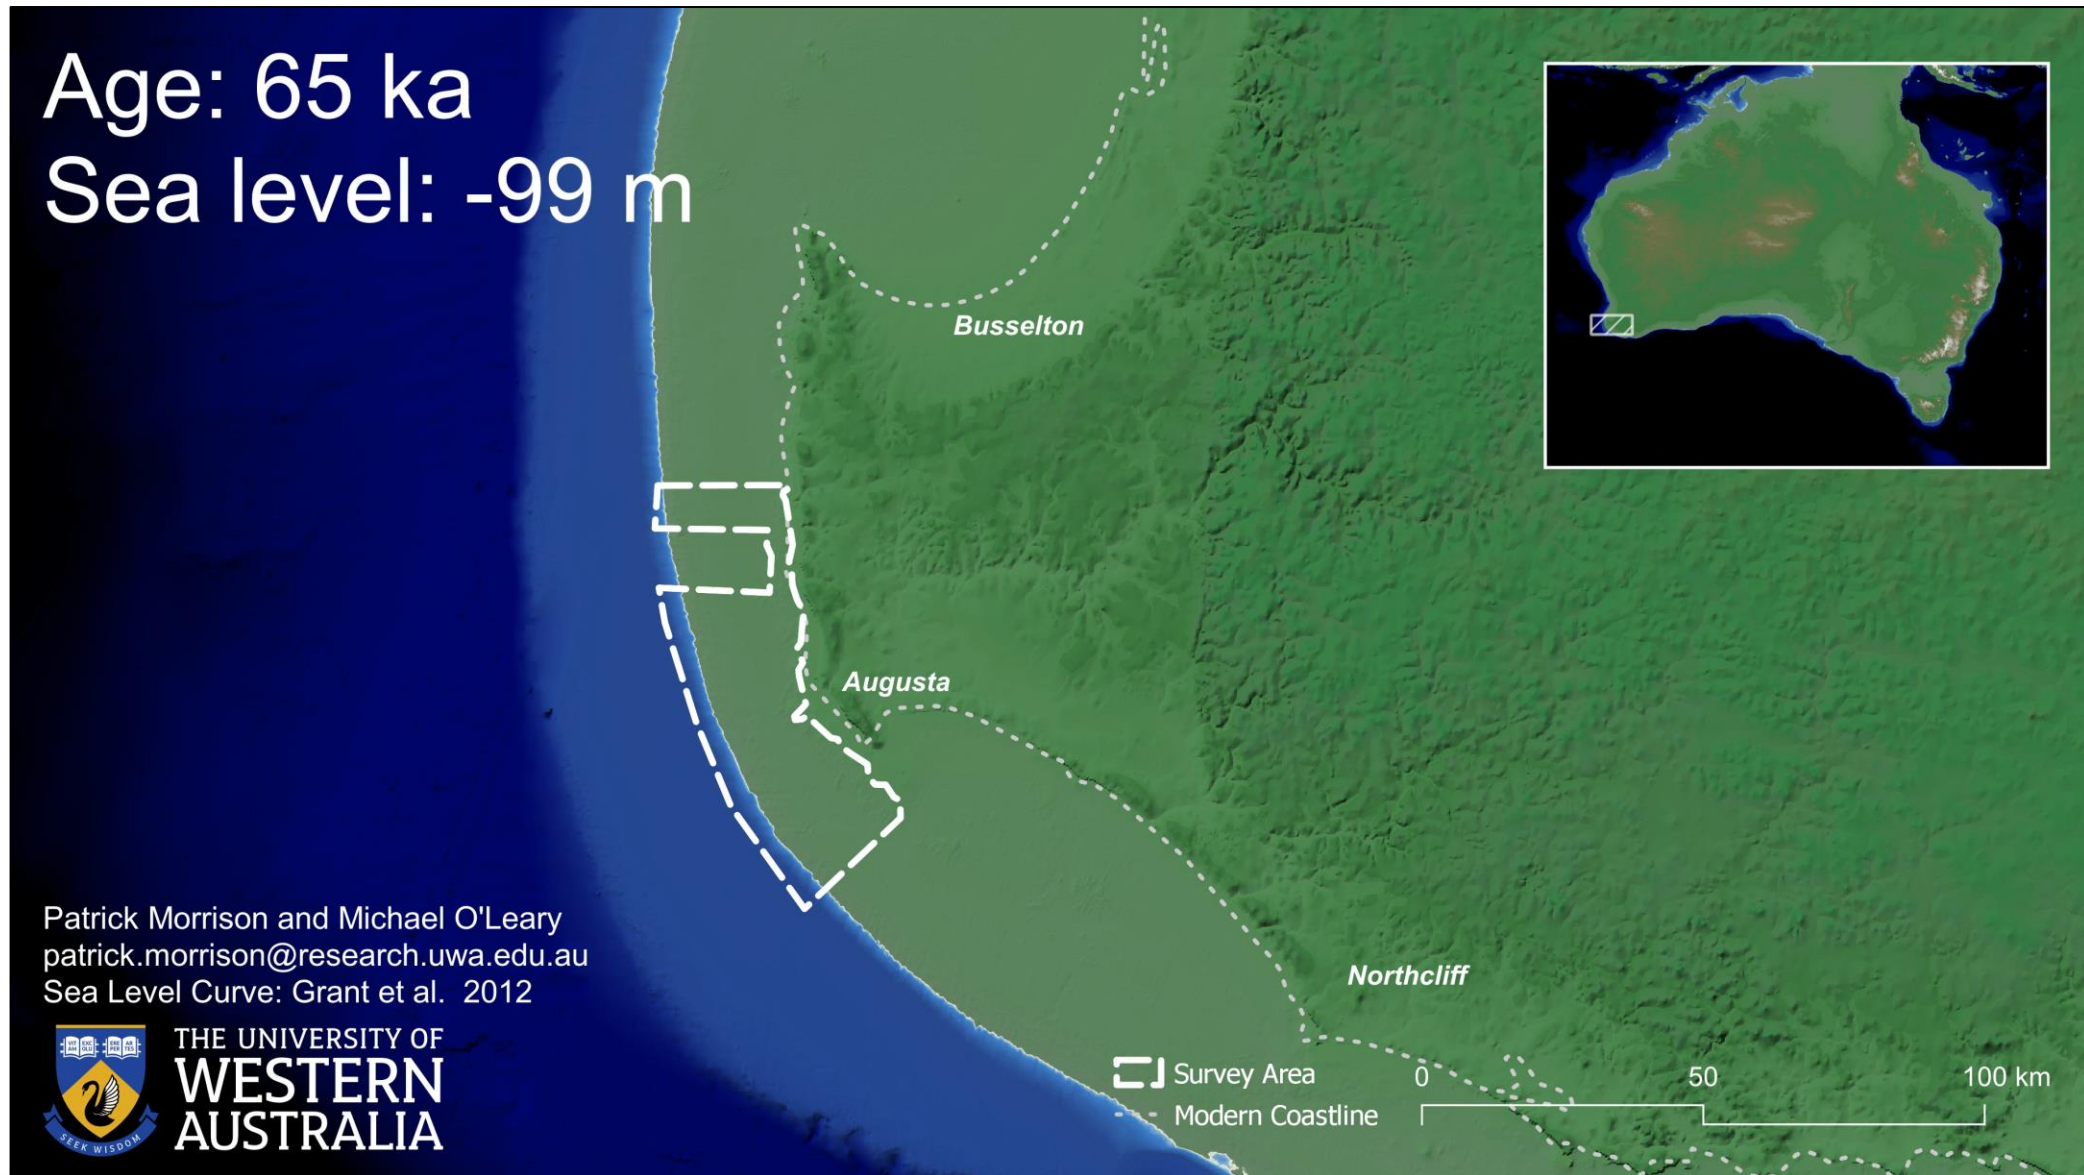 Age: 65 ka
Sea level: -99 m
Busselton
Augusta
Northcliff
Patrick Morrison and Michael O'Leary
patrick.morrison@research.uwa.edu.au
Sea Level Curve: Grant et al. 2012
THE UNIVERSITY OF
WESTERN
AUSTRALIA
SEEK WISDOM
Survey Area
Modern Coastline
0 50 100 km